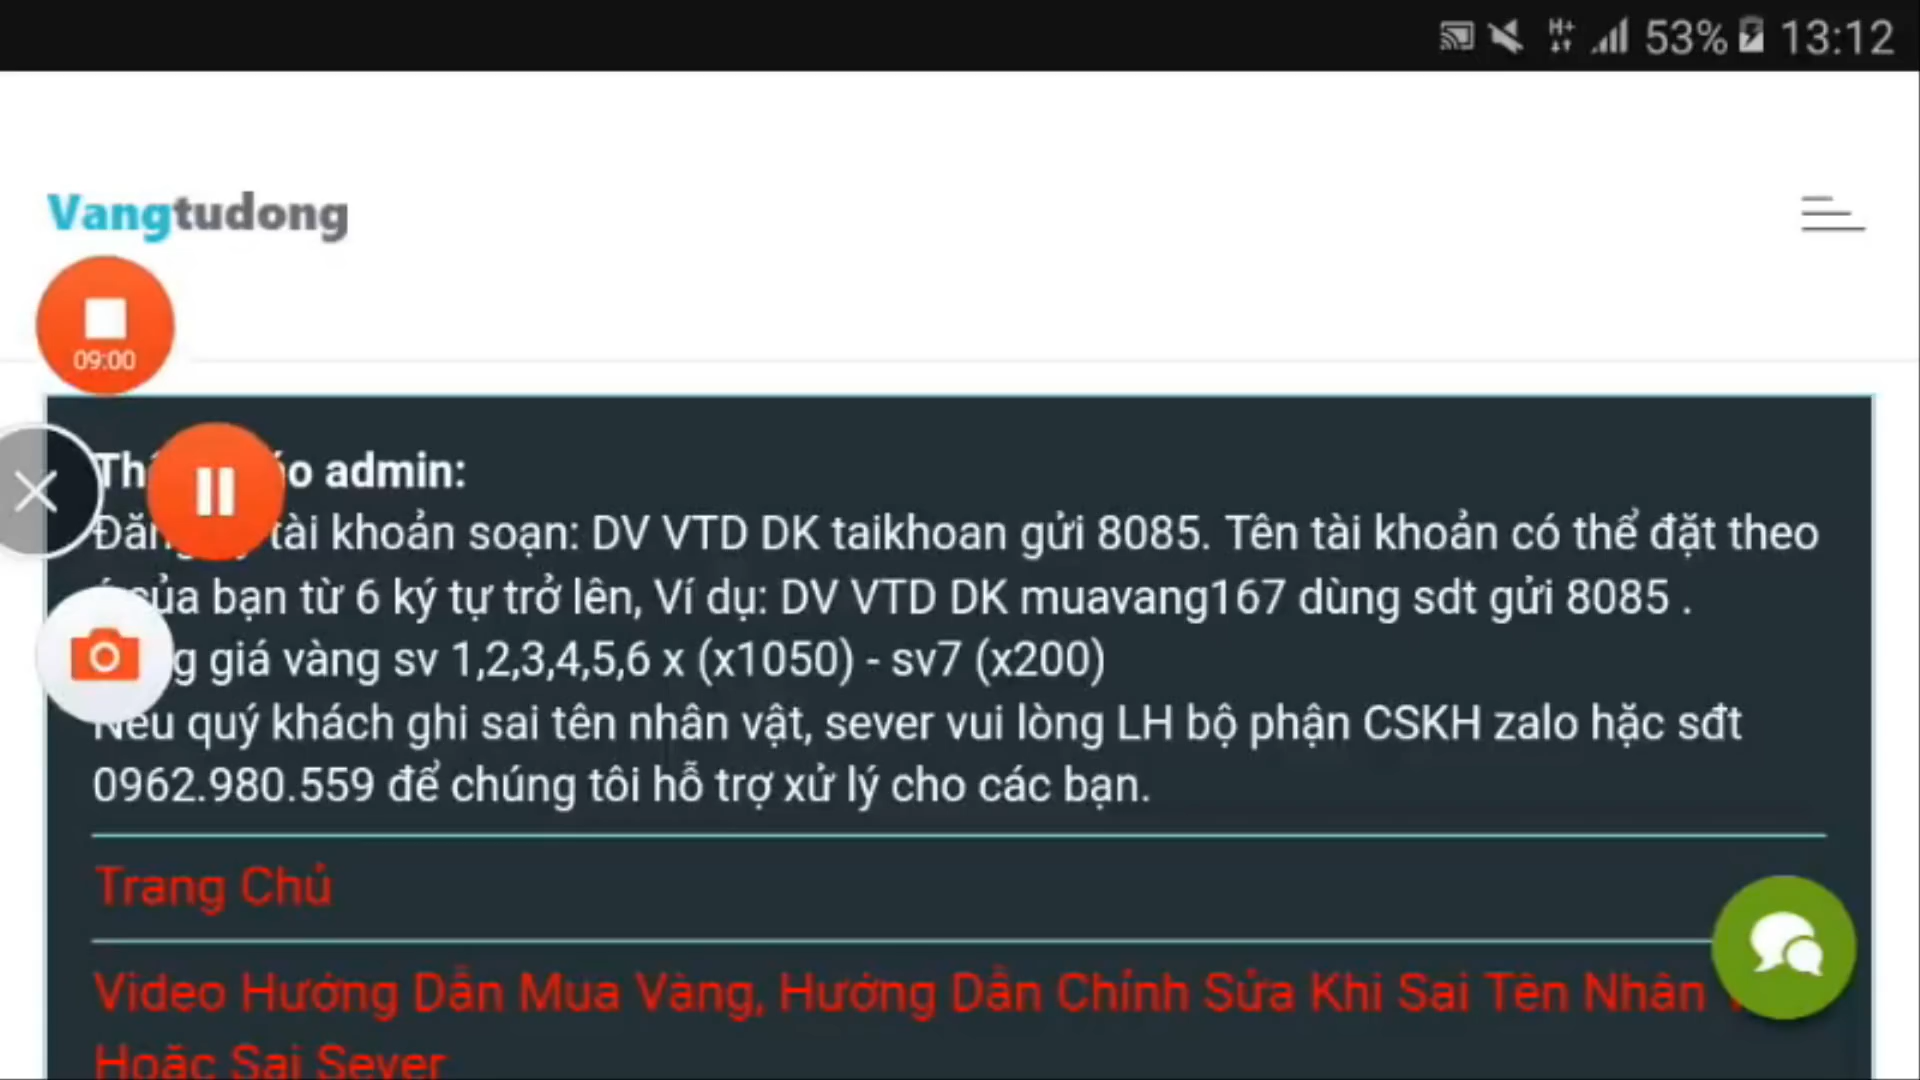 53% 13:12
Vangtudong
09:00
admin:
tài khoản soạn: DV VTD DK taikhoan gửi 8085. Tên tài khoản có thể đặt theo
của bạn từ 6 ký tự trở lên, Ví dụ: DV VTD DK muavang167 dùng sdt gửi 8085 .
giá vàng sv 1,2,3,4,5,6 x (x1050) - sv7 (x200)
Nếu quý khách ghi sai tên nhân vật, sever vui lòng LH bộ phận CSKH zalo hặc sđt
0962.980.559 để chúng tôi hỗ trợ xử lý cho các bạn.
Trang Chủ
Video Hướng Dẫn Mua Vàng, Hướng Dẫn Chỉnh Sửa Khi Sai Tên Nhân
Hoặc Sai Sever